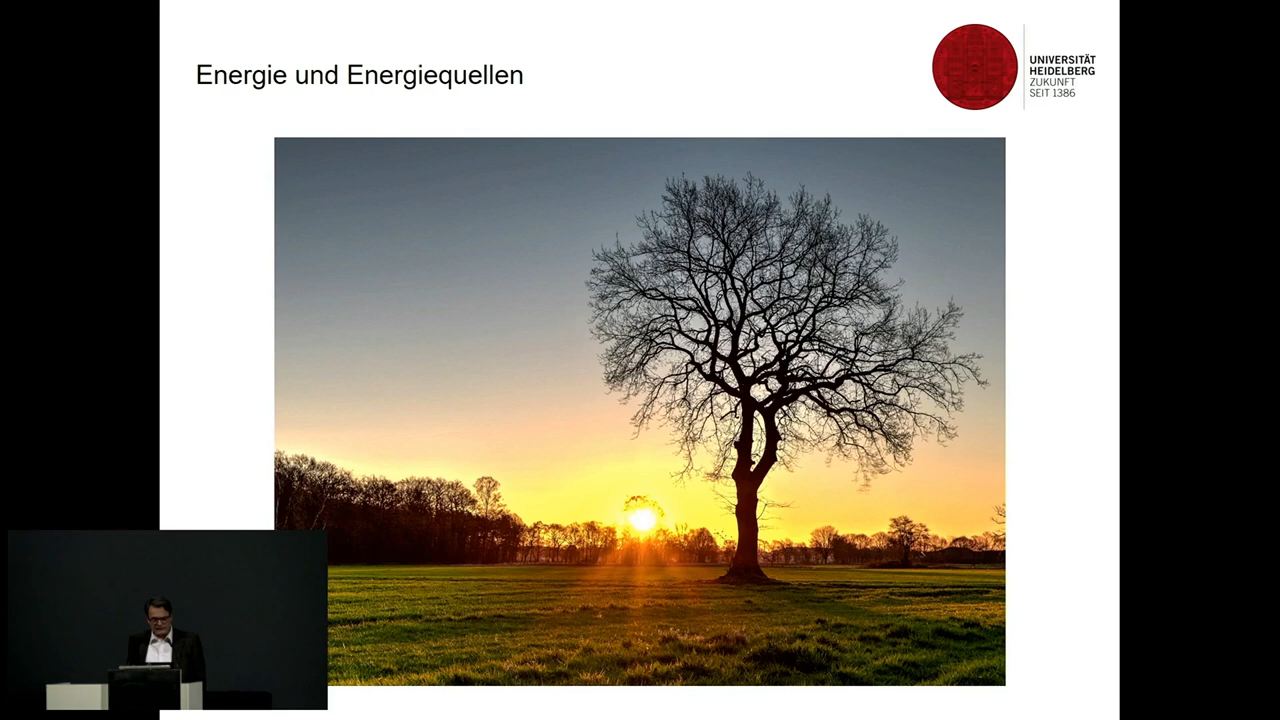 Energie und Energiequellen
UNIVERSITÄT
HEIDELBERG
ZUKUNFT
SEIT 1386